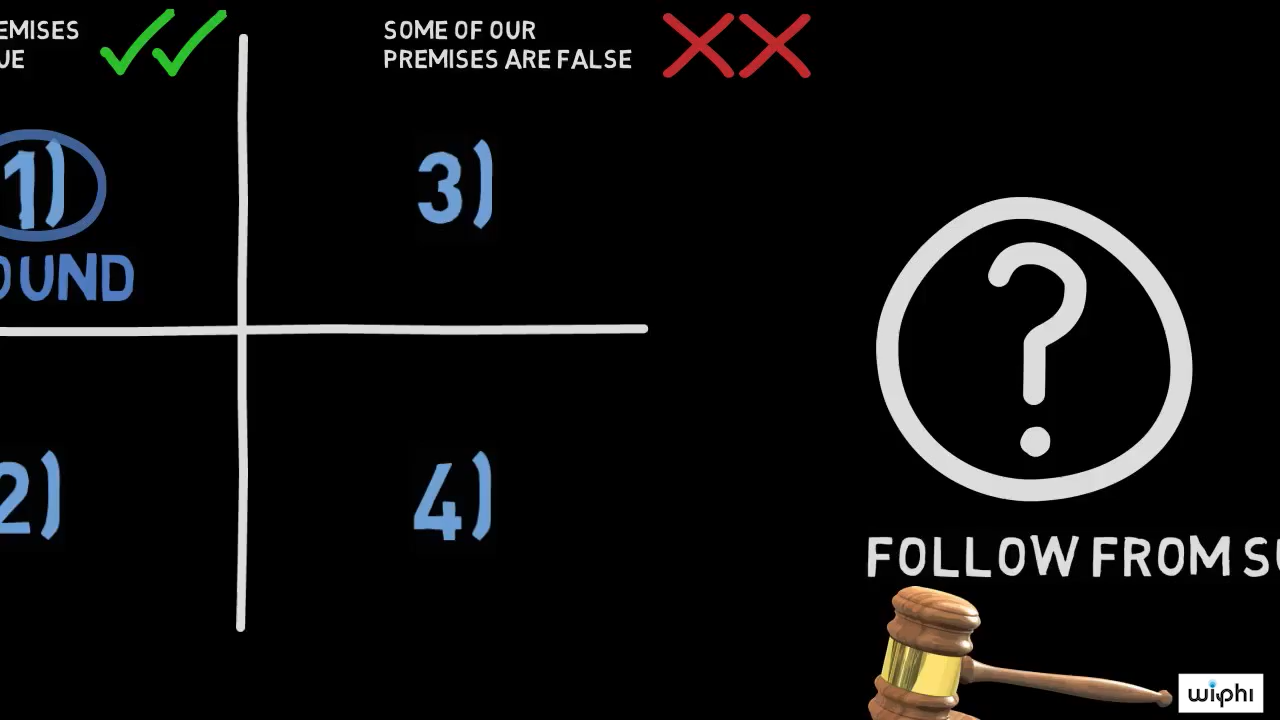 EMISES
UE
SOME OF OUR
PREMISES ARE FALSE
1)
OUND
3)
2)
4)
?
FOLLOW FROM SU
wiphi